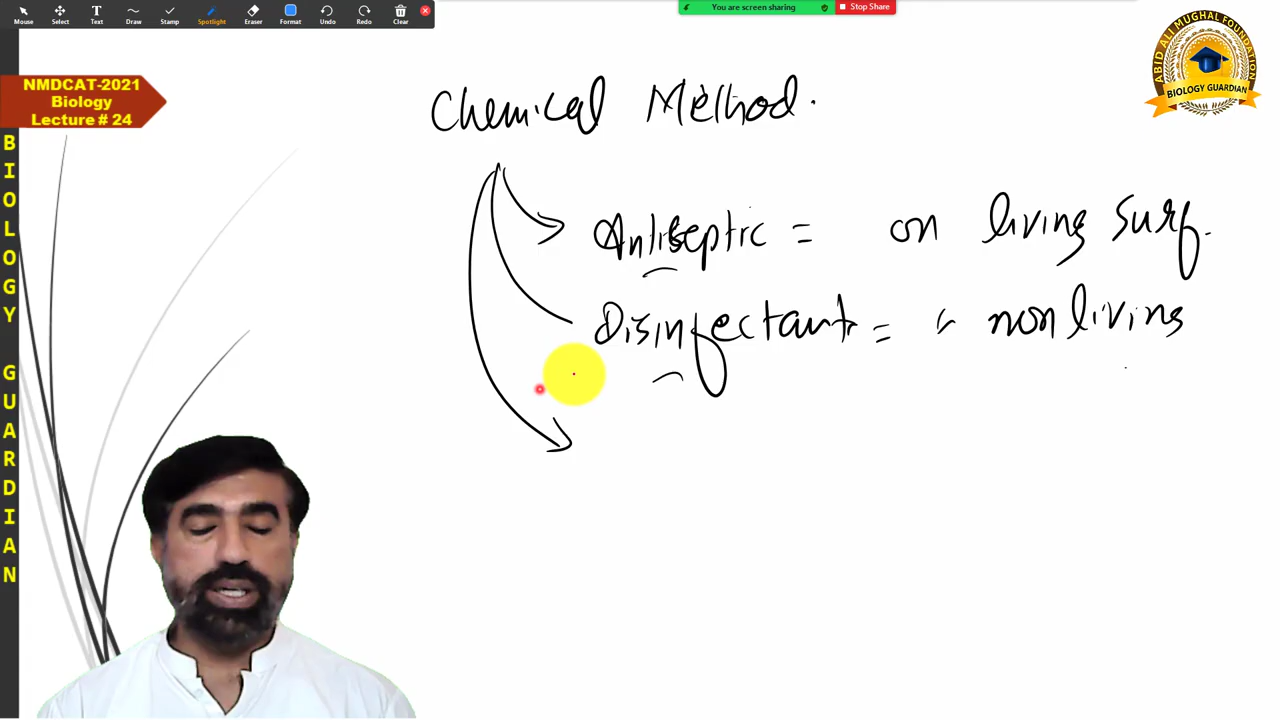 Mouse Select Text Draw Stamp Spotlight Eraser Format Undo Redo Clear
You are screen sharing Stop Share
NMDCAT-2021
Biology
Lecture # 24
BIOLOGY GUARDIAN
ABID ALI MUGHAL FOUNDATION
BIOLOGY GUARDIAN
Chemical Method.
Antiseptic = on living surf.
Disinfectant = " non living